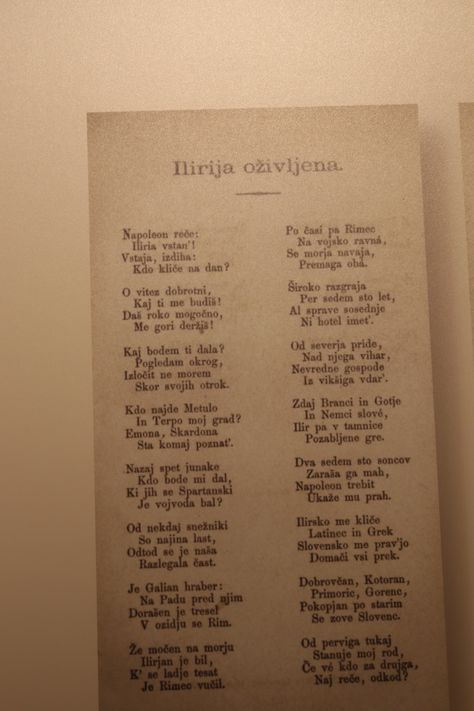 Ilirija oživljena.
Napoleon reče:
Iliria vstan'!
Vstaja, izdiha:
Kdo kliče na dan?
O vitez dobrotni,
Kaj ti me budiš!
Daš roko mogočno,
Me gori deržiš!
Kaj bodem ti dala?
Pogledam okrog,
Izločit ne morem
Skor svojih otrok.
Kdo najde Metulo
In Terpo moj grad?
Emona, Skardona
Sta komaj poznat'.
Nazaj spet junake
Kdo bode mi dal,
Ki jih se Spartanski
Je vojvoda bal?
Od nekdaj snežniki
So najina last,
Odtod se je naša
Razlegala čast.
Je Galian hraber:
Na Padu pred njim
Dorašen je tresel
V ozidju se Rim.
Že močen na morju
Ilirjan je bil,
K' se ladje tesat
Je Rimec vučil.
Po časi pa Rimec
Na vojsko ravná,
Se morja navaja,
Premaga obá.
Široko razgraja
Per sedem sto let,
Al sprave sosednje
Ni hotel imet'.
Od severja pride,
Nad njega vihar,
Nevredne gospode
Iz vikšiga vdar'.
Zdaj Branci in Gotje
In Nemci slové,
Ilir pa v tamnice
Pozabljene gre.
Dva sedem sto soncov
Zaraša ga mah,
Napoleon trebit
Ukaže mu prah.
Ilirsko me kliče
Latinec in Grek
Slovensko me prav'jo
Domači vsi prek.
Dobrovčan, Kotoran,
Primoric, Gorenc,
Pokopjan po starim
Se zove Slovenc.
Od perviga tukaj
Stanuje moj rod,
Če vé kdo za drujga,
Naj reče, odkod?